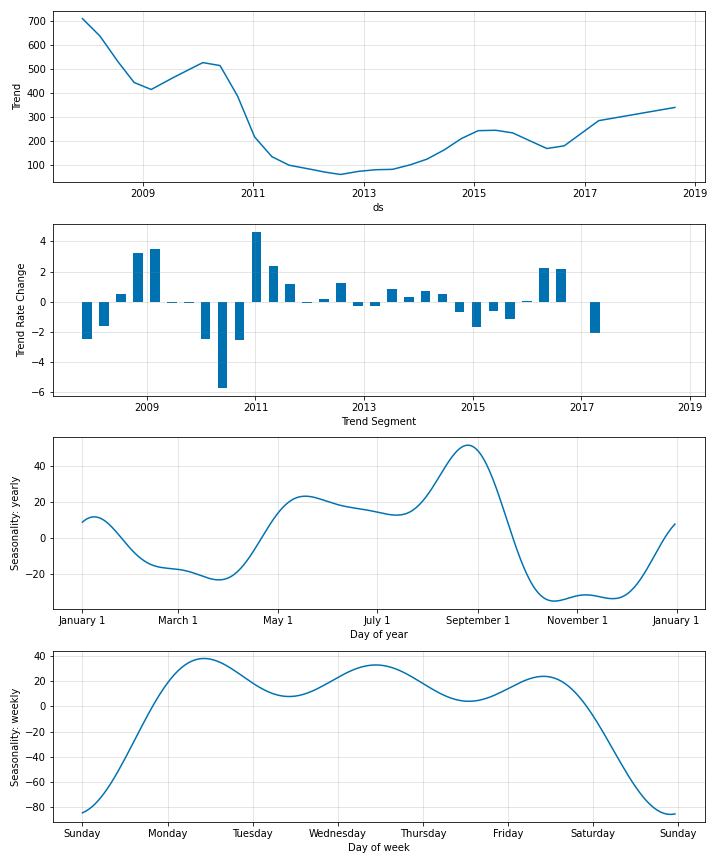 Trend
700
600
500
400
300
200
100
2009 2011 2013 2015 2017 2019
ds
Trend Rate Change
4
2
0
−2
−4
−6
2009 2011 2013 2015 2017 2019
Trend Segment
Seasonality: yearly
40
20
0
−20
January 1 March 1 May 1 July 1 September 1 November 1 January 1
Day of year
Seasonality: weekly
40
20
0
−20
−40
−60
−80
Sunday Monday Tuesday Wednesday Thursday Friday Saturday Sunday
Day of week